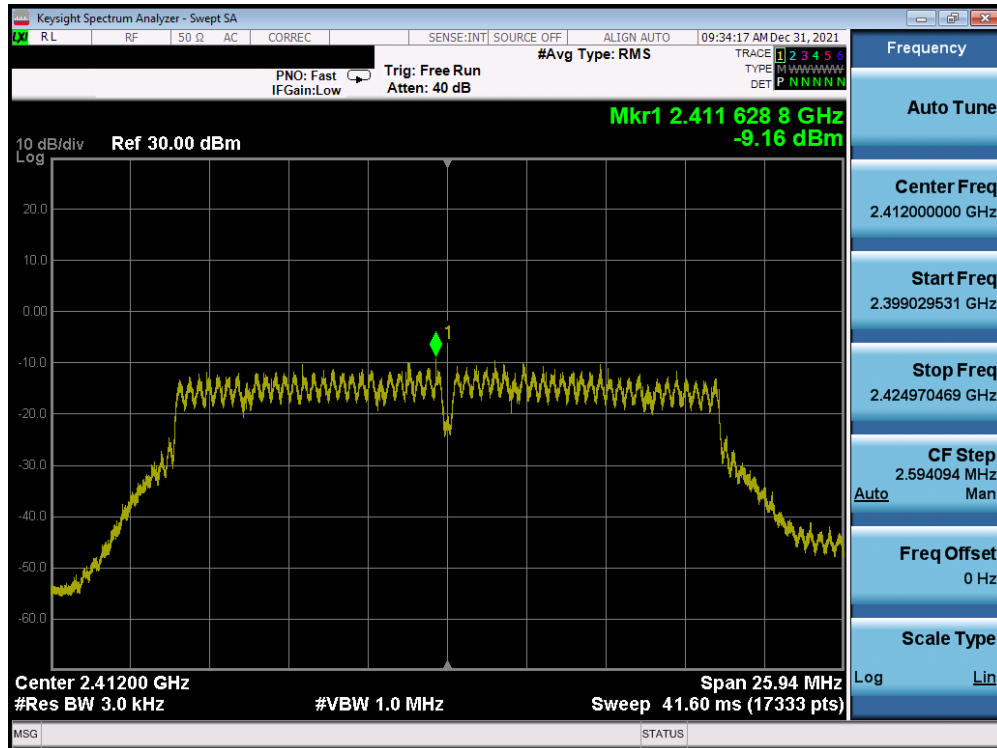 Keysight Spectrum Analyzer - Swept SA
LXI RL RF 50 Ω AC CORREC SENSE:INT SOURCE OFF ALIGN AUTO 09:34:17 AM Dec 31, 2021
#Avg Type: RMS
TRACE 1 2 3 4 5 6
TYPE M WWWWW
DET P N N N N N
PNO: Fast
IFGain:Low
Trig: Free Run
Atten: 40 dB
Mkr1 2.411 628 8 GHz
-9.16 dBm
10 dB/div
Log
Ref 30.00 dBm
20.0
10.0
0.00
-10.0
-20.0
-30.0
-40.0
-50.0
-60.0
1
Center 2.41200 GHz
Span 25.94 MHz
#Res BW 3.0 kHz
#VBW 1.0 MHz
Sweep 41.60 ms (17333 pts)
MSG
STATUS
Frequency
Auto Tune
Center Freq
2.412000000 GHz
Start Freq
2.399029531 GHz
Stop Freq
2.424970469 GHz
CF Step
2.594094 MHz
Auto Man
Freq Offset
0 Hz
Scale Type
Log Lin